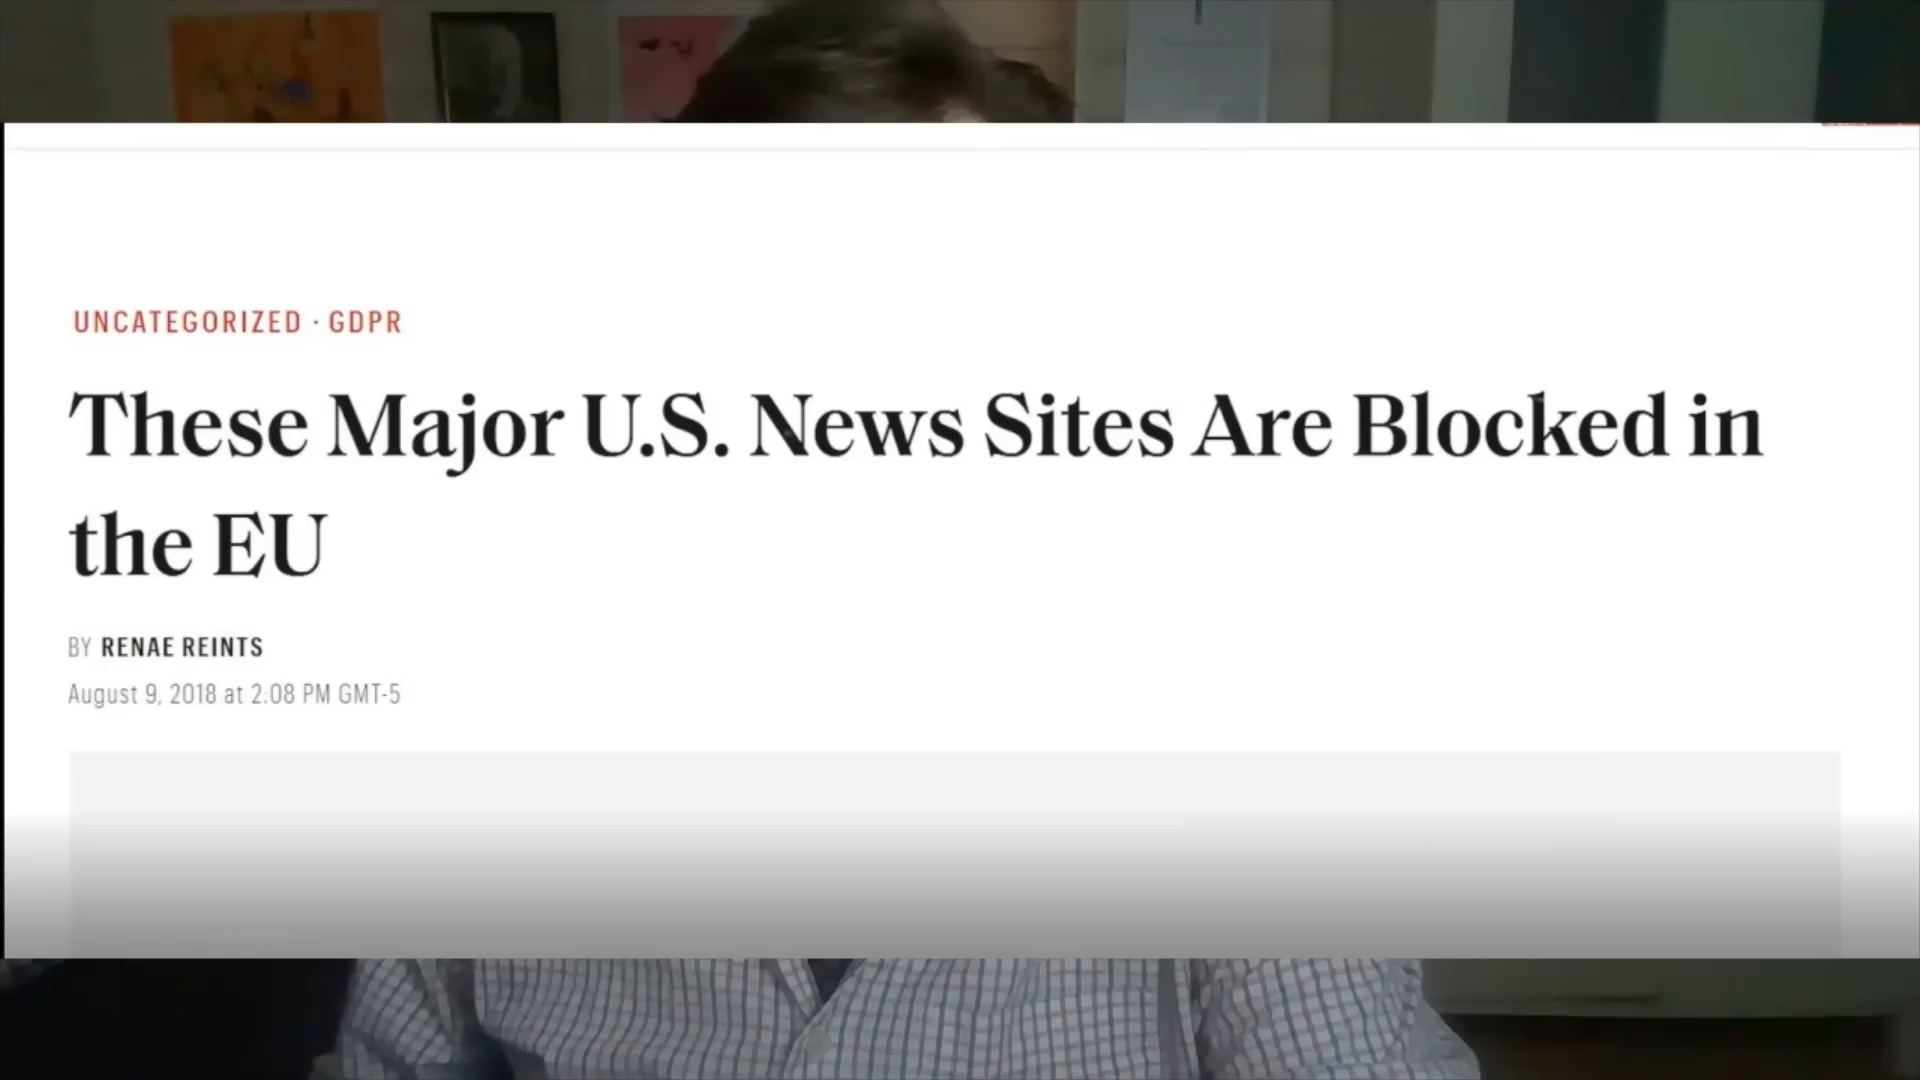 UNCATEGORIZED · GDPR
These Major U.S. News Sites Are Blocked in
the EU
BY RENAE REINTS
August 9, 2018 at 2:08 PM GMT-5